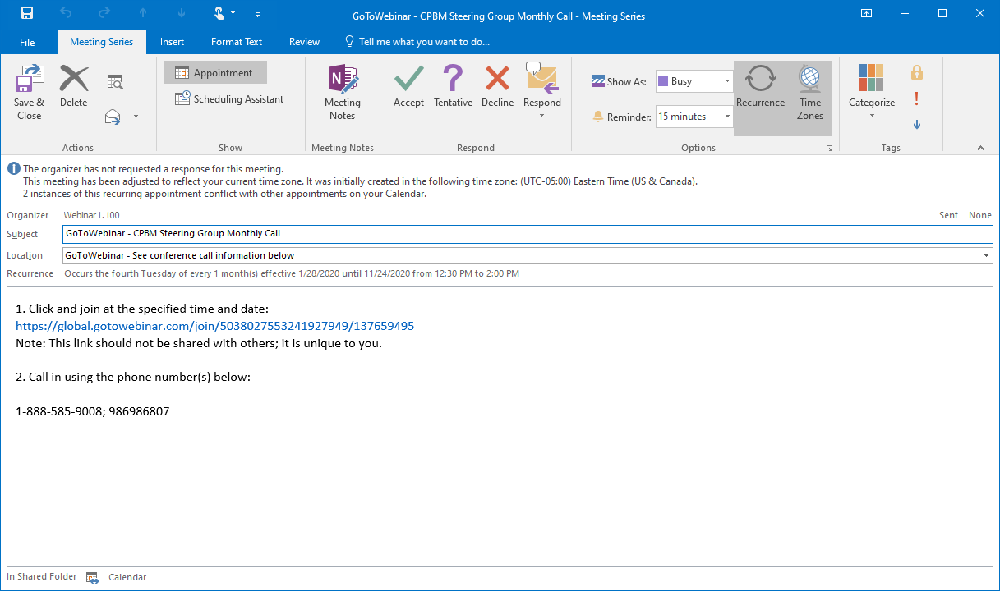 GoToWebinar - CPBM Steering Group Monthly Call - Meeting Series
File Meeting Series Insert Format Text Review Tell me what you want to do...
Save & Close
Delete
Actions
Appointment
Scheduling Assistant
Show
Meeting Notes
Meeting Notes
Accept Tentative Decline Respond
Respond
Show As: Busy
Reminder: 15 minutes
Recurrence
Time Zones
Options
Categorize
Tags
The organizer has not requested a response for this meeting.
This meeting has been adjusted to reflect your current time zone. It was initially created in the following time zone: (UTC-05:00) Eastern Time (US & Canada).
2 instances of this recurring appointment conflict with other appointments on your Calendar.
Organizer Webinar1.100 Sent None
Subject GoToWebinar - CPBM Steering Group Monthly Call
Location GoToWebinar - See conference call information below
Recurrence Occurs the fourth Tuesday of every 1 month(s) effective 1/28/2020 until 11/24/2020 from 12:30 PM to 2:00 PM
1. Click and join at the specified time and date:
https://global.gotowebinar.com/join/5038027553241927949/137659495
Note: This link should not be shared with others; it is unique to you.
2. Call in using the phone number(s) below:
1-888-585-9008; 986986807
In Shared Folder Calendar